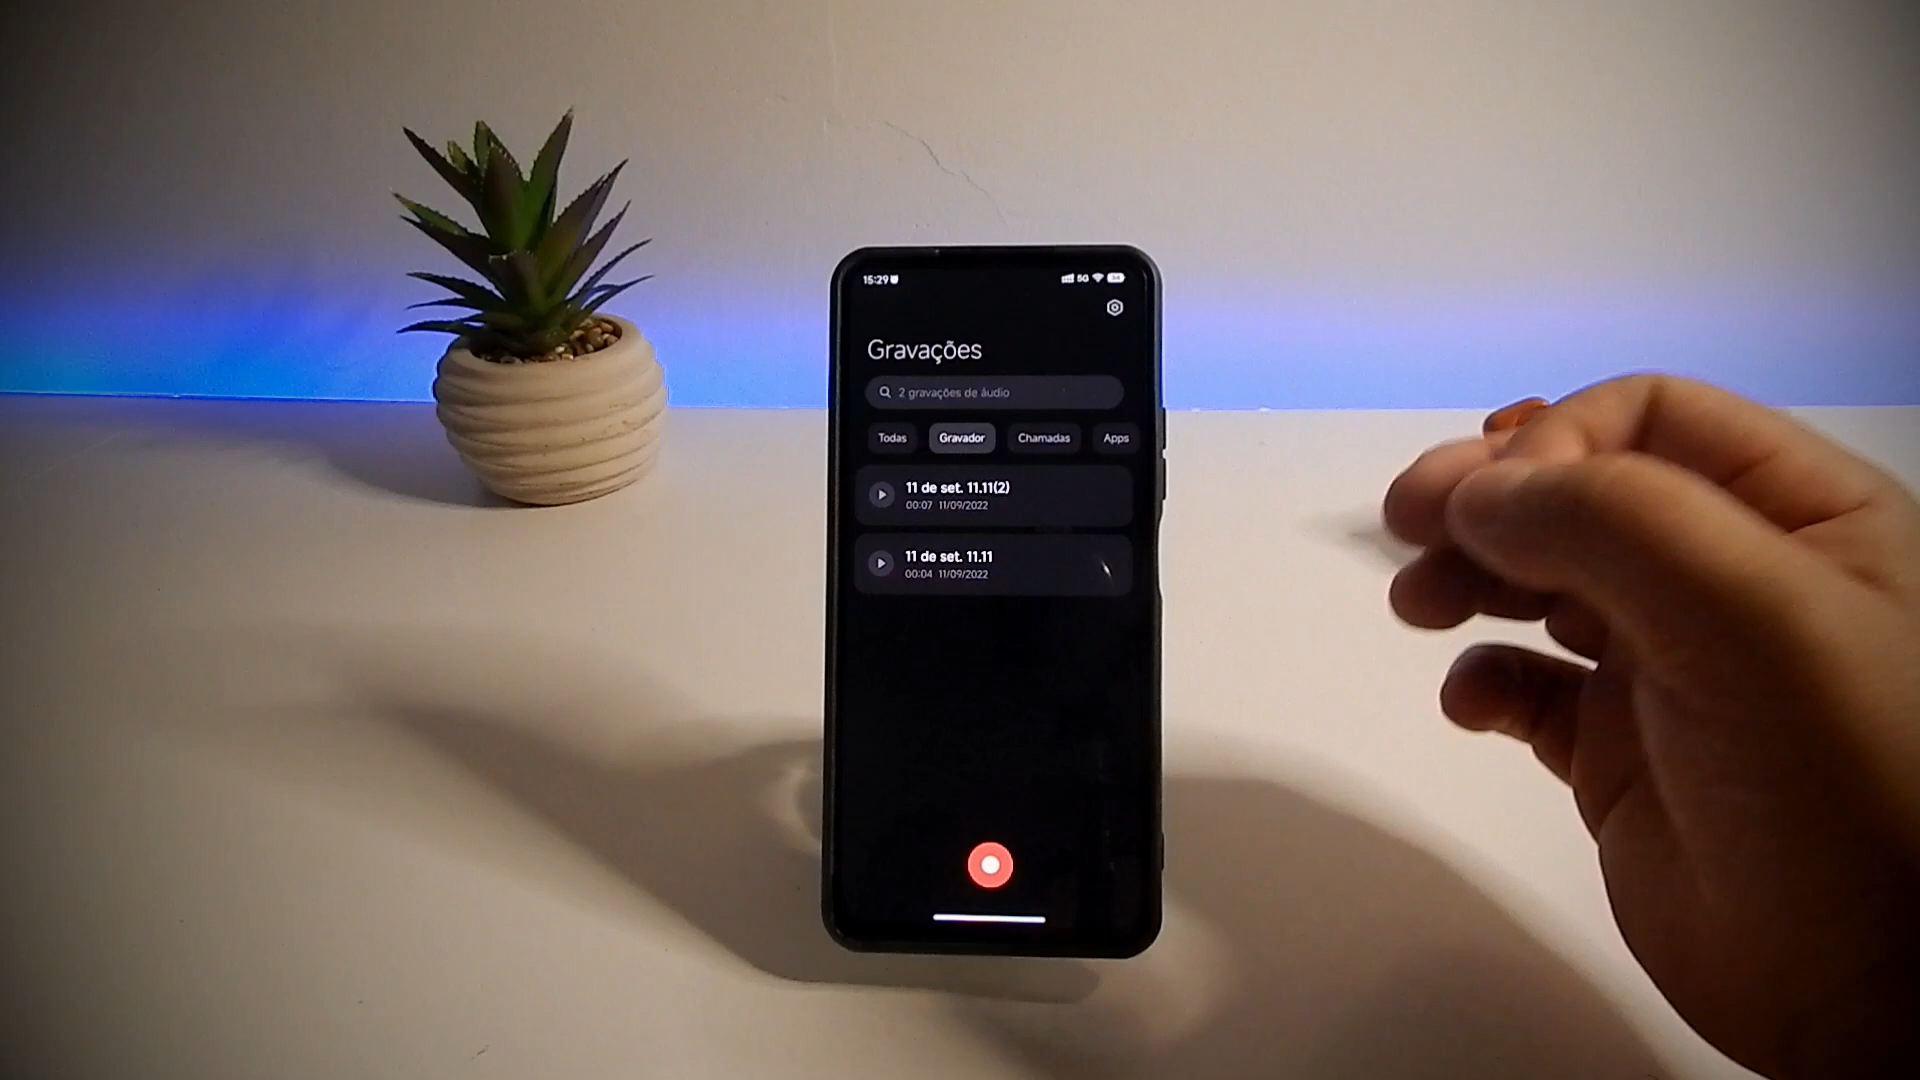 15:29
5G
Gravações
2 gravações de áudio
Todas Gravador Chamadas Apps
11 de set. 11.11(2)
00:07 11/09/2022
11 de set. 11.11
00:04 11/09/2022